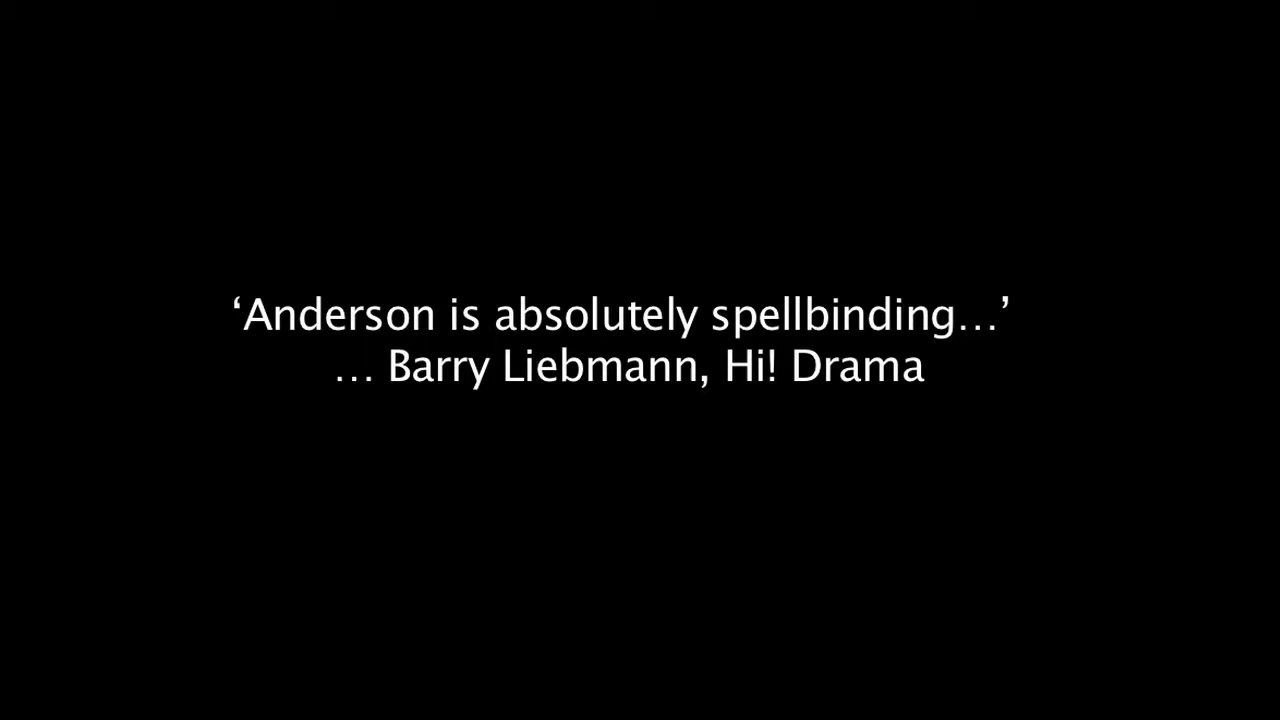 ‘Anderson is absolutely spellbinding…’
… Barry Liebmann, Hi! Drama